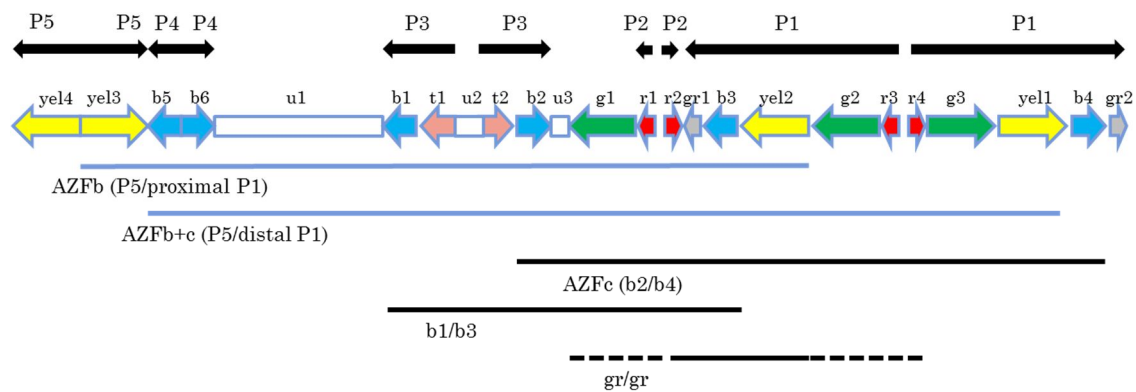 P5 P5 P4 P4 P3 P3 P2 P2 P1 P1
yel4 yel3 b5 b6 u1 b1 t1 u2 t2 b2 u3 g1 r1 r2 gr1 b3 yel2 g2 r3 r4 g3 yel1 b4 gr2
AZFb (P5/proximal P1)
AZFb+c (P5/distal P1)
AZFc (b2/b4)
b1/b3
gr/gr